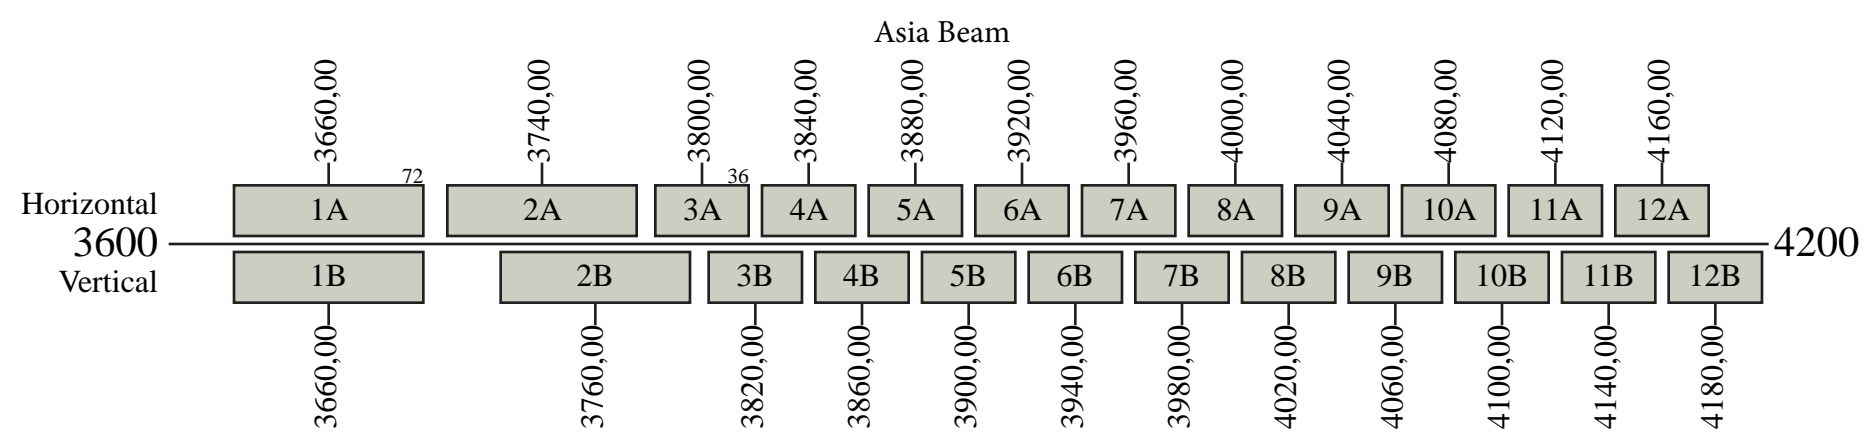 Asia Beam
3660,00 3740,00 3800,00 3840,00 3880,00 3920,00 3960,00 4000,00 4040,00 4080,00 4120,00 4160,00
72 36
Horizontal 1A 2A 3A 4A 5A 6A 7A 8A 9A 10A 11A 12A
3600 4200
Vertical 1B 2B 3B 4B 5B 6B 7B 8B 9B 10B 11B 12B
3660,00 3760,00 3820,00 3860,00 3900,00 3940,00 3980,00 4020,00 4060,00 4100,00 4140,00 4180,00